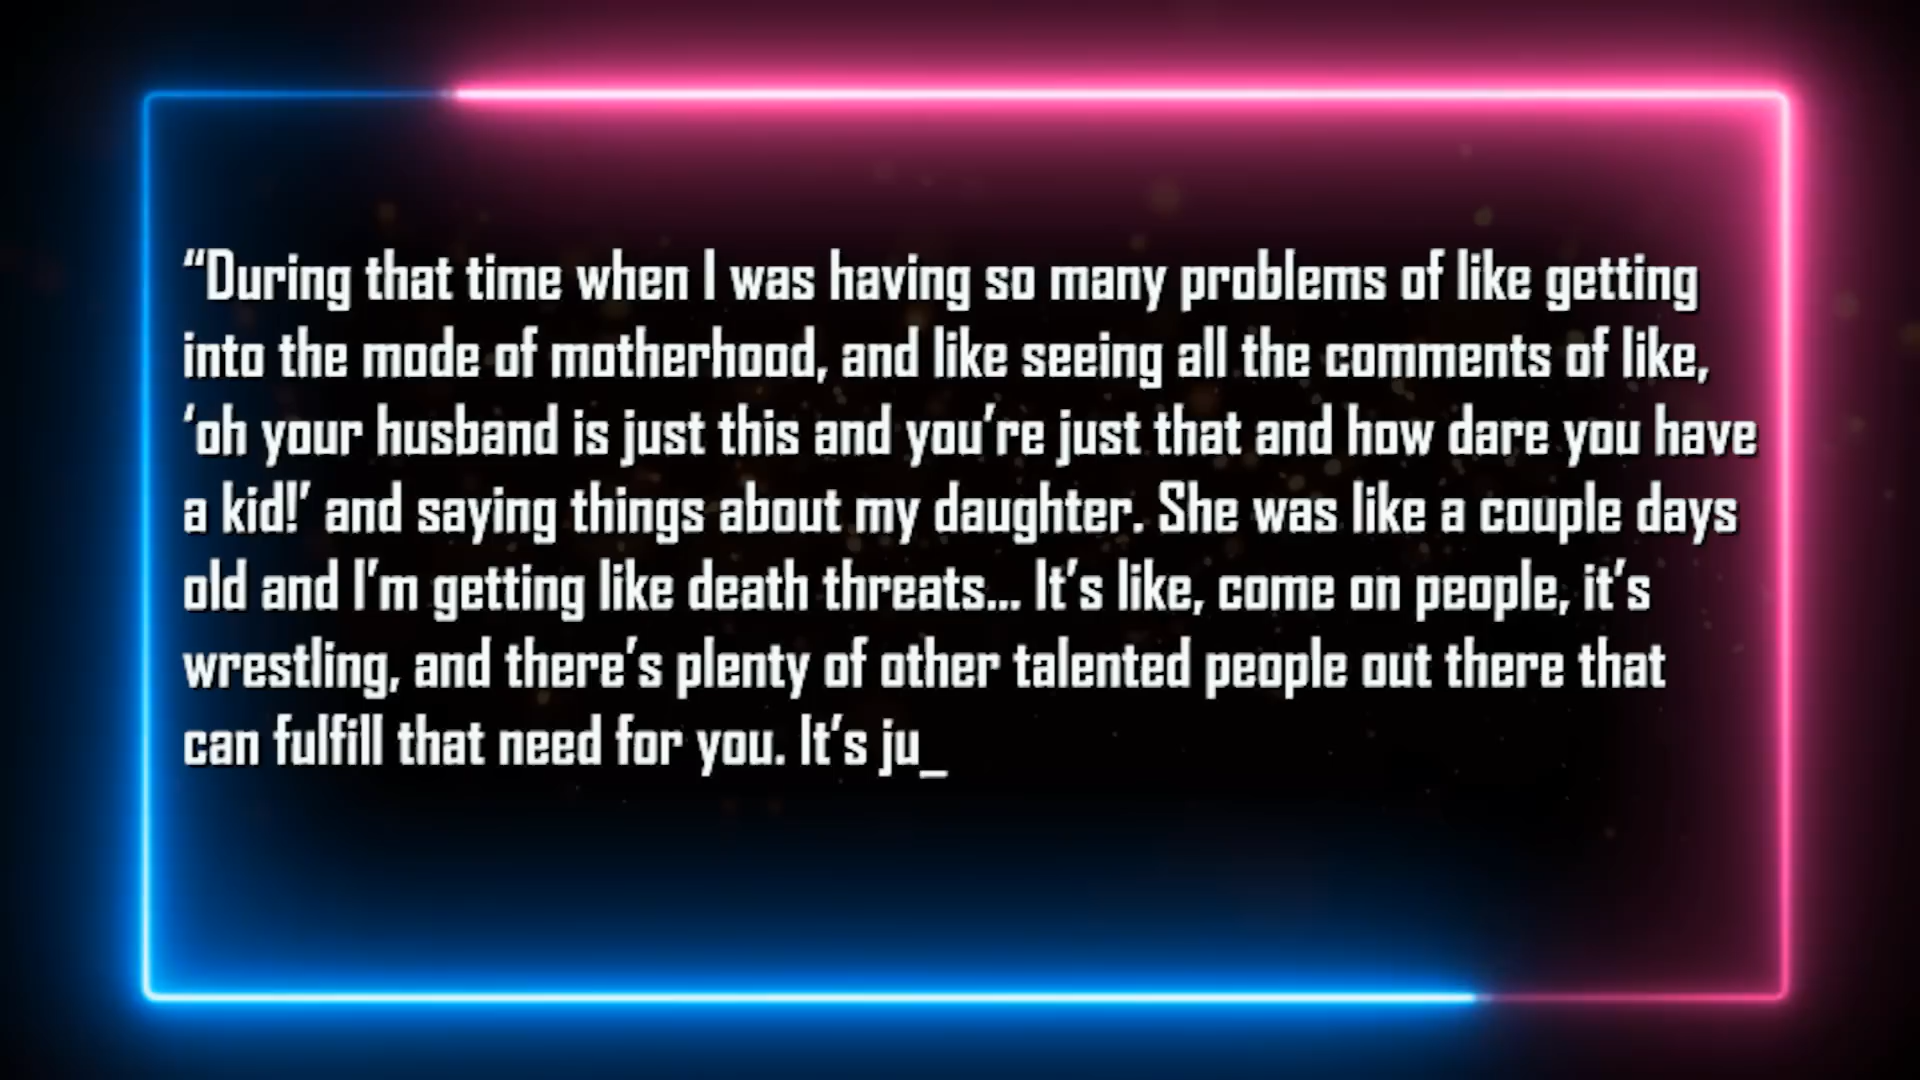 “During that time when I was having so many problems of like getting
into the mode of motherhood, and like seeing all the comments of like,
‘oh your husband is just this and you’re just that and how dare you have
a kid!’ and saying things about my daughter. She was like a couple days
old and I’m getting like death threats... It’s like, come on people, it’s
wrestling, and there’s plenty of other talented people out there that
can fulfill that need for you. It’s ju_